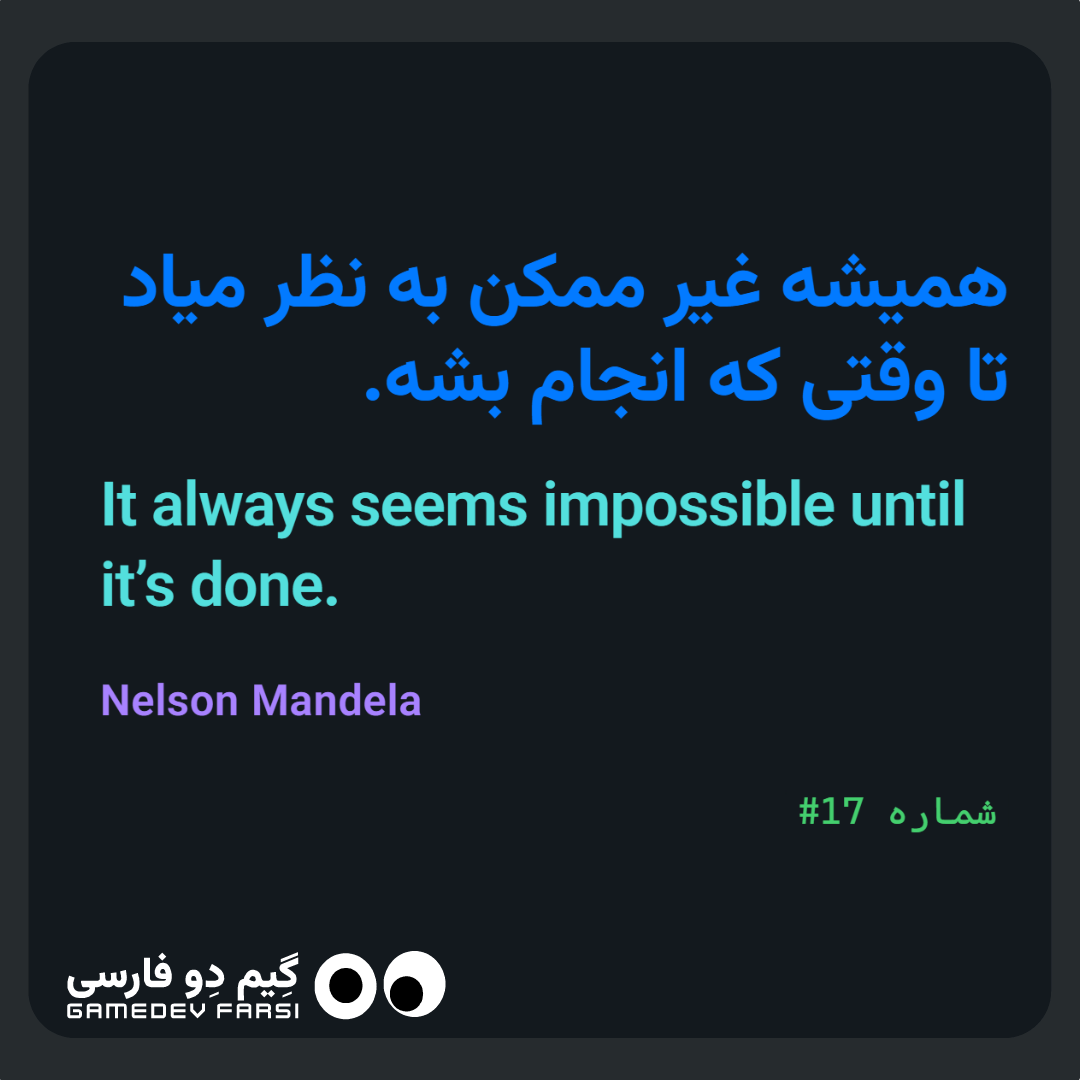 همیشه غیر ممکن به نظر میاد
تا وقتی که انجام بشه.
It always seems impossible until
it’s done.
Nelson Mandela
شماره 17#
گِیم دِو فارسی
GAMEDEV FARSI